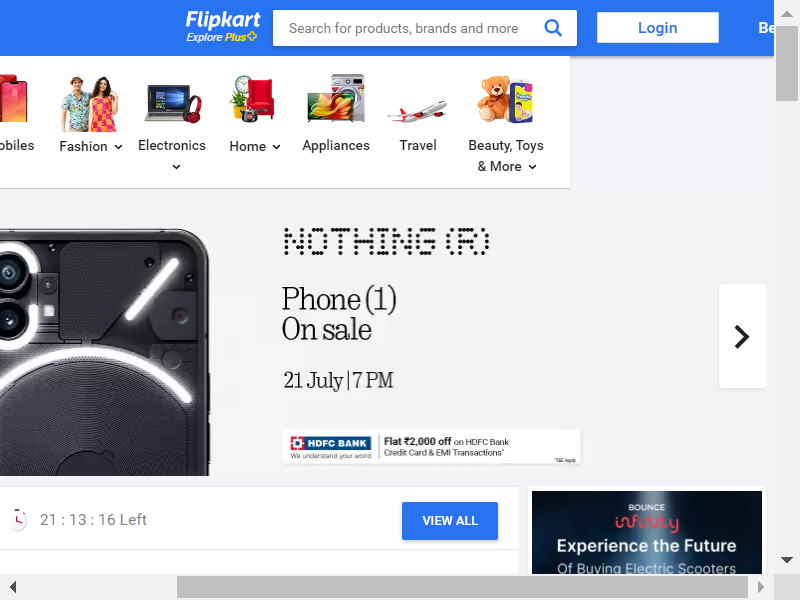 Flipkart
Explore Plus
Search for products, brands and more
Login
Be
obiles
Fashion
Electronics
Home
Appliances
Travel
Beauty, Toys
& More
NOTHING (R)
Phone (1)
On sale
21 July | 7 PM
HDFC BANK
We understand your world
Flat ₹2,000 off on HDFC Bank
Credit Card & EMI Transactions*
*T&C Apply
21 : 13 : 16 Left
VIEW ALL
BOUNCE
infinity
Experience the Future
Of Buying Electric Scooters